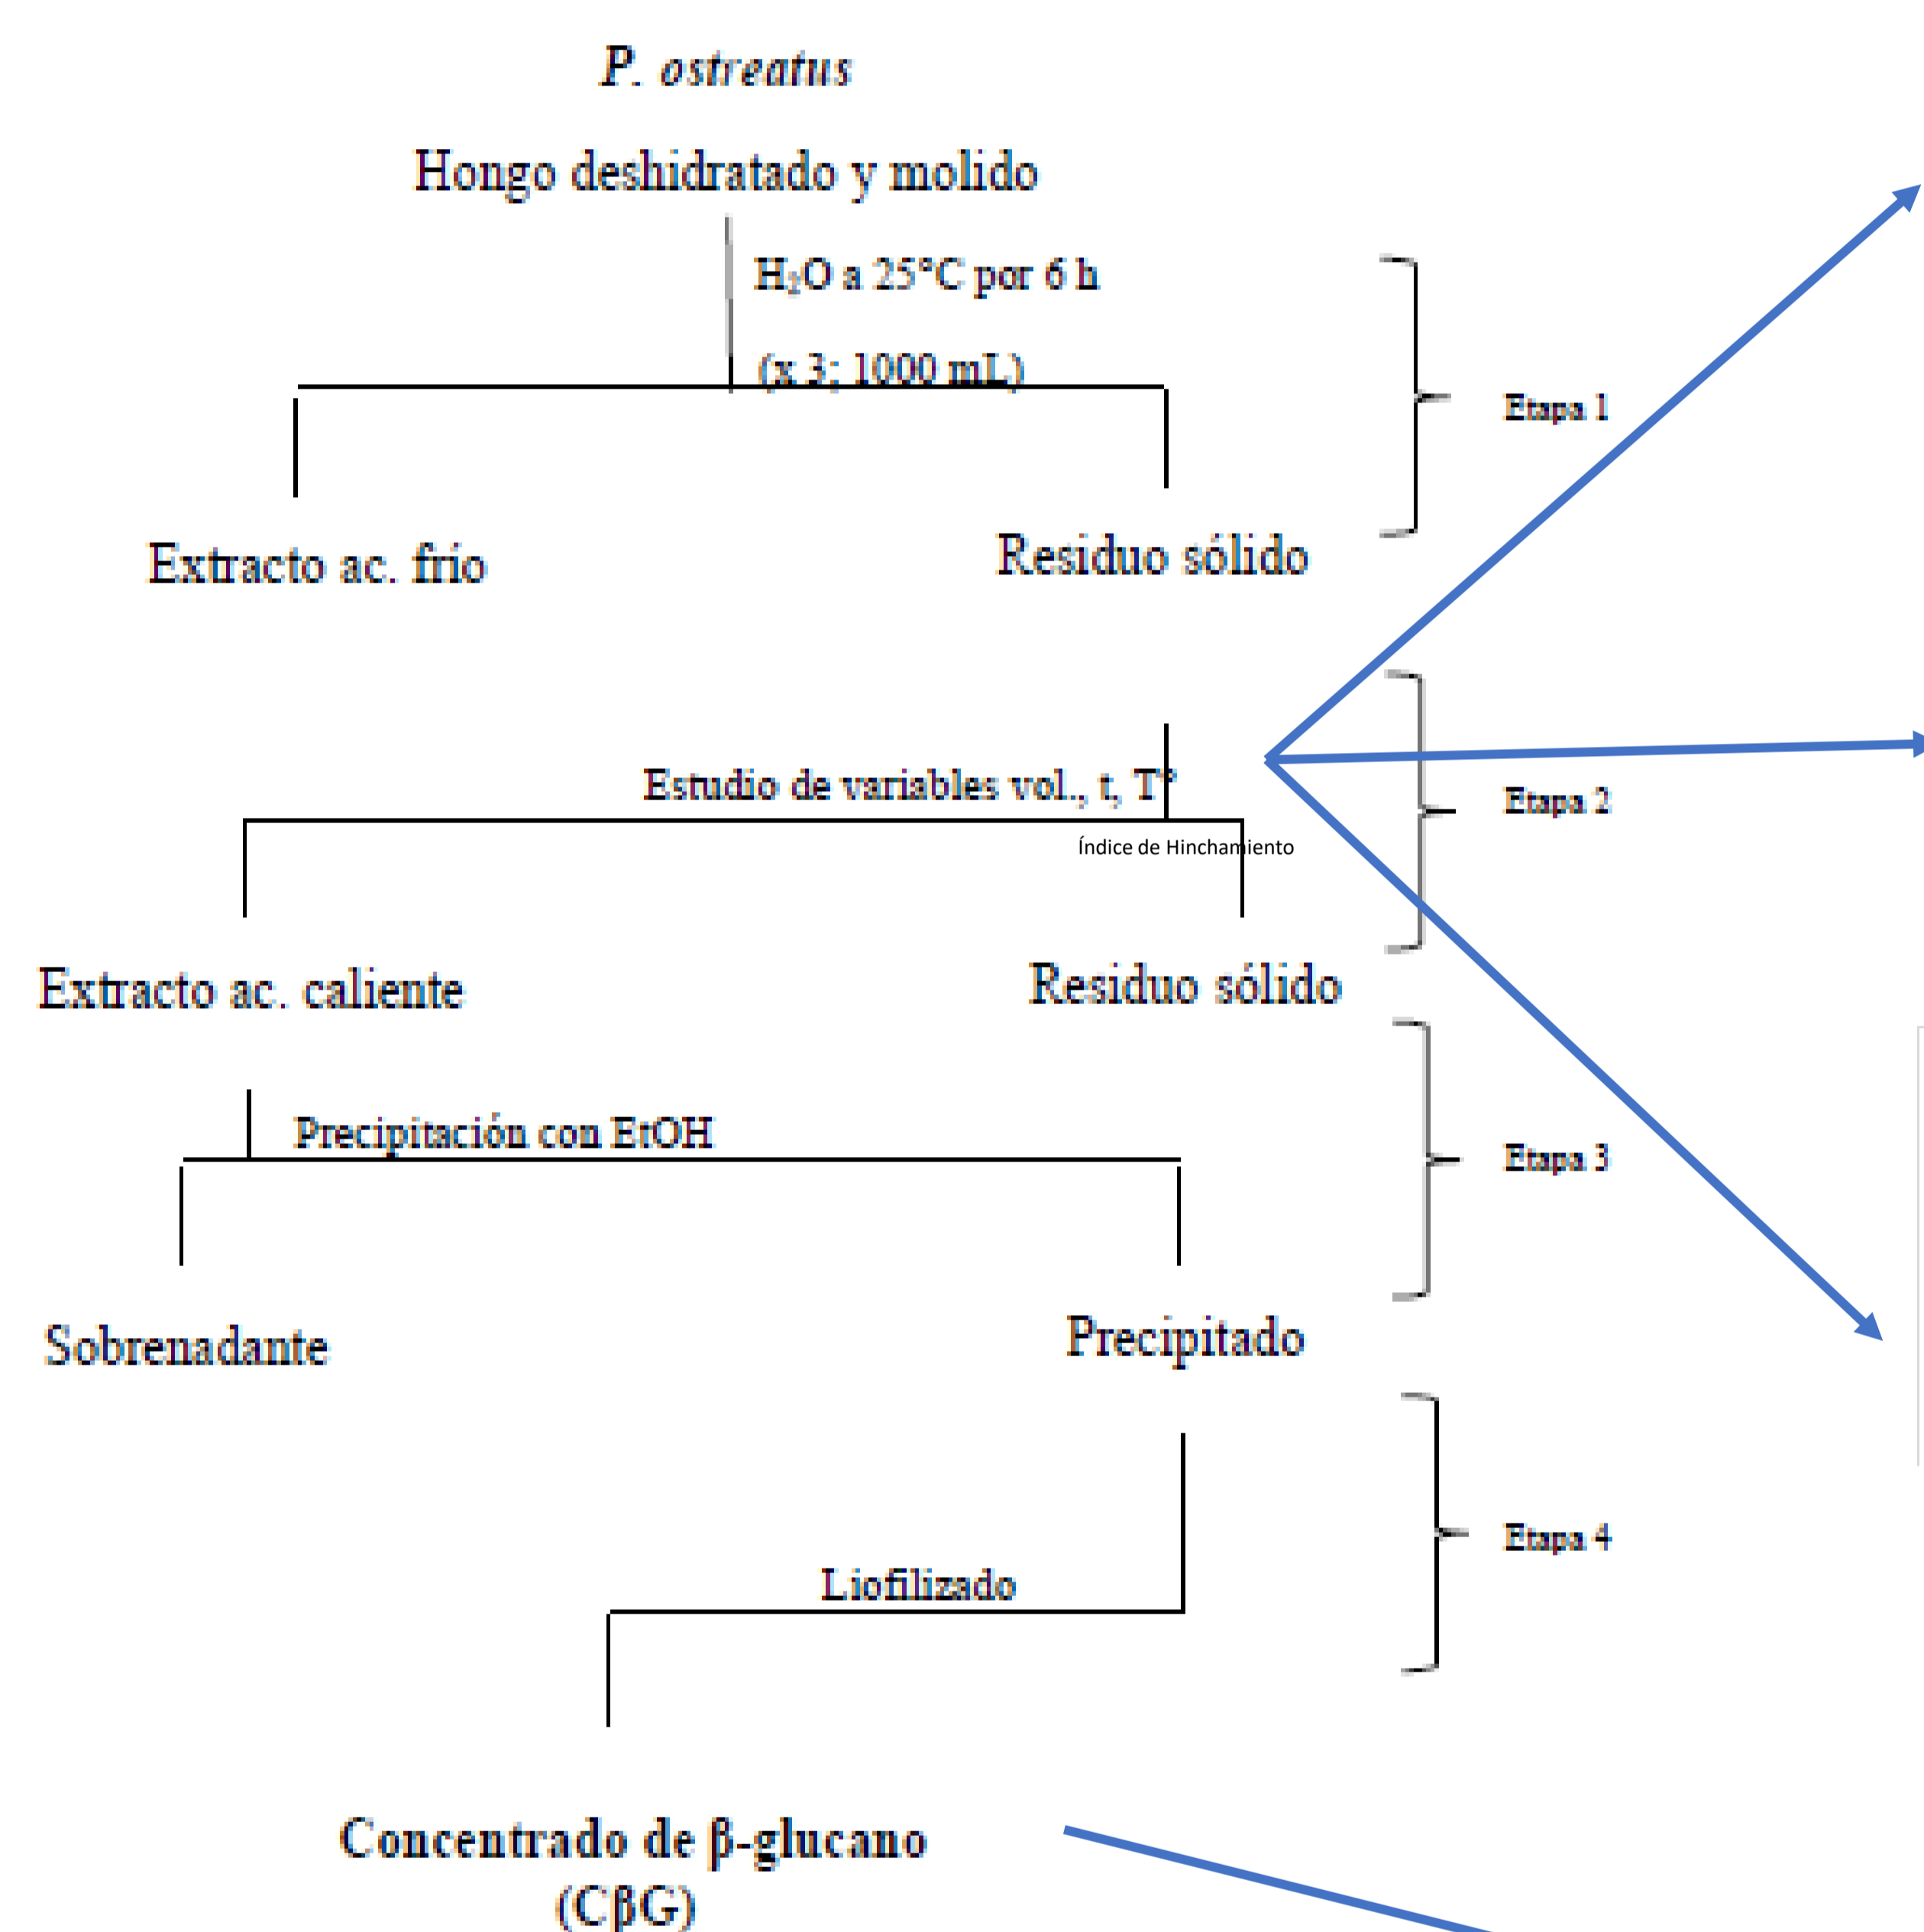 P. ostreatus
Hongo deshidratado y molido
H₂O a 25°C por 6 h
(x 3; 1000 mL)
Etapa 1
Extracto ac. frío
Residuo sólido
Estudio de variables vol., t, T°
Etapa 2
Índice de Hinchamiento
Extracto ac. caliente
Residuo sólido
Precipitación con EtOH
Etapa 3
Sobrenadante
Precipitado
Etapa 4
Liofilizado
Concentrado de β-glucano
(CβG)